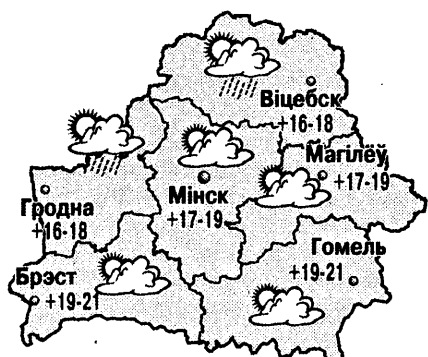 Віцебск
+16-18
Магілёў
+17-19
Мінск
+17-19
Гродна
+16-18
Гомель
+19-21
Брэст
+19-21